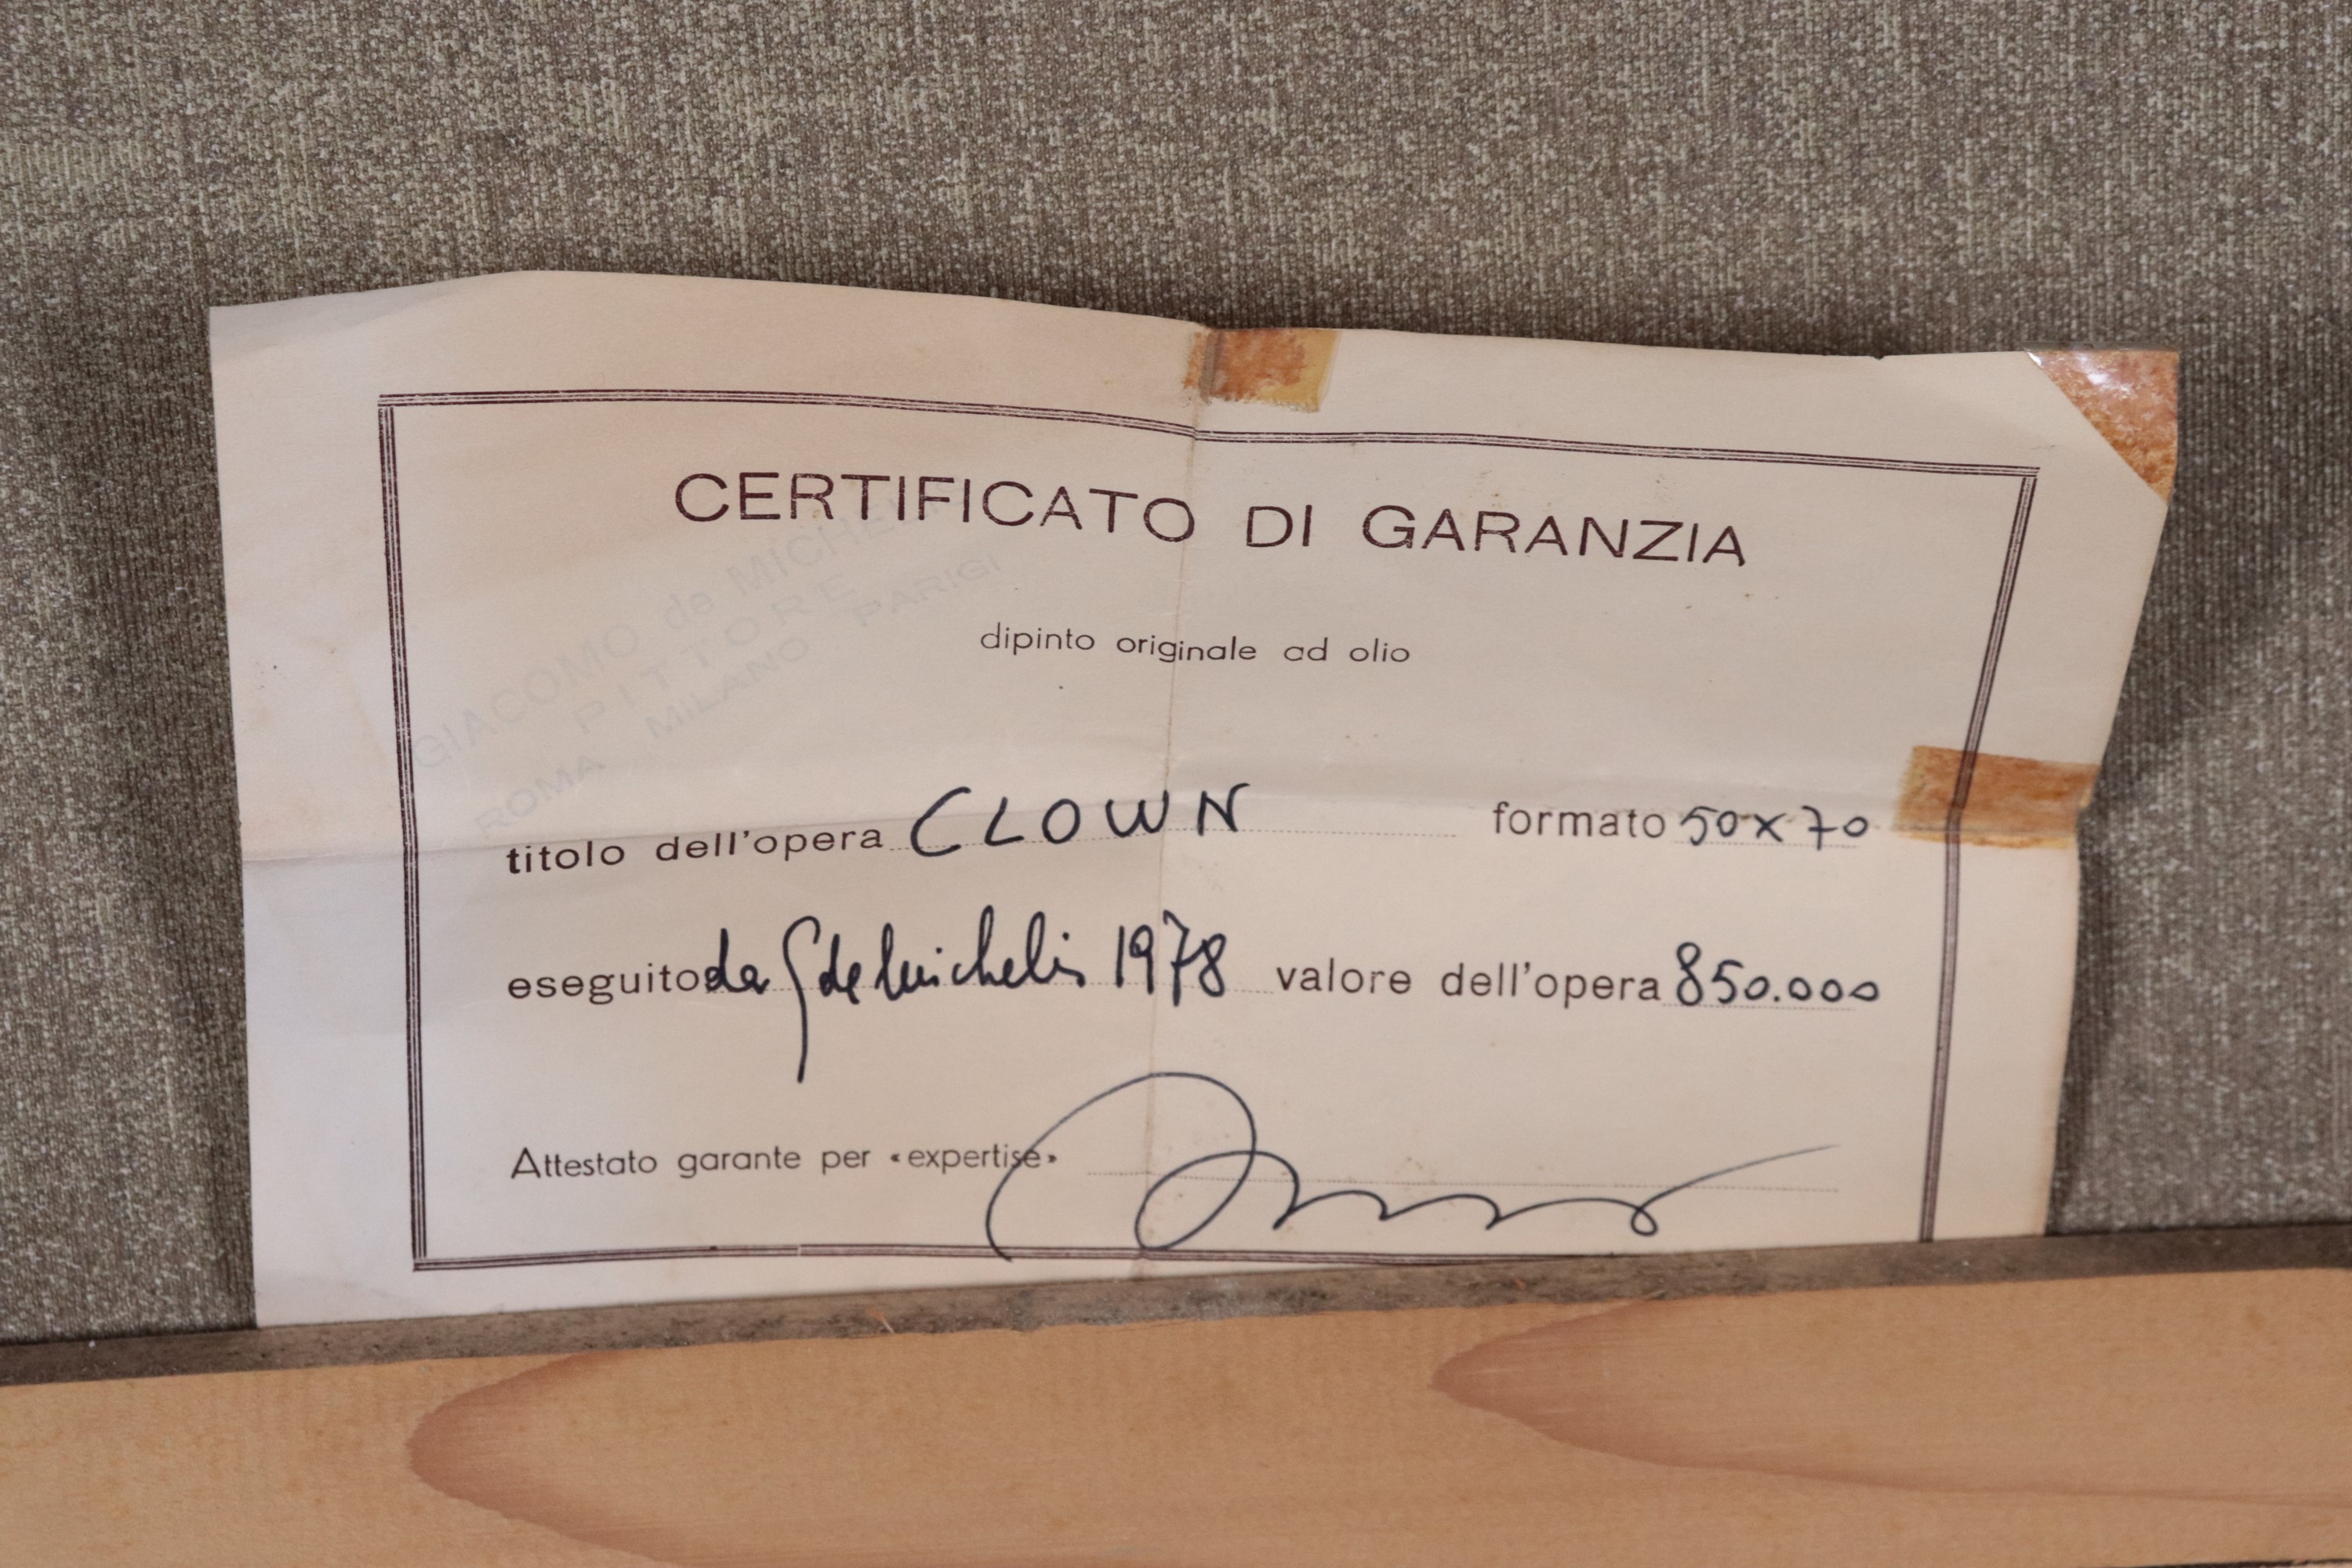 CERTIFICATO DI GARANZIA
GIACOMO de MICHELI
PITTORE
ROMA MILANO PARIGI
dipinto originale ad olio
titolo dell'opera CLOWN formato 50x70
eseguito da G de Michelis 1978 valore dell'opera 850.000
Attestato garante per «expertise»